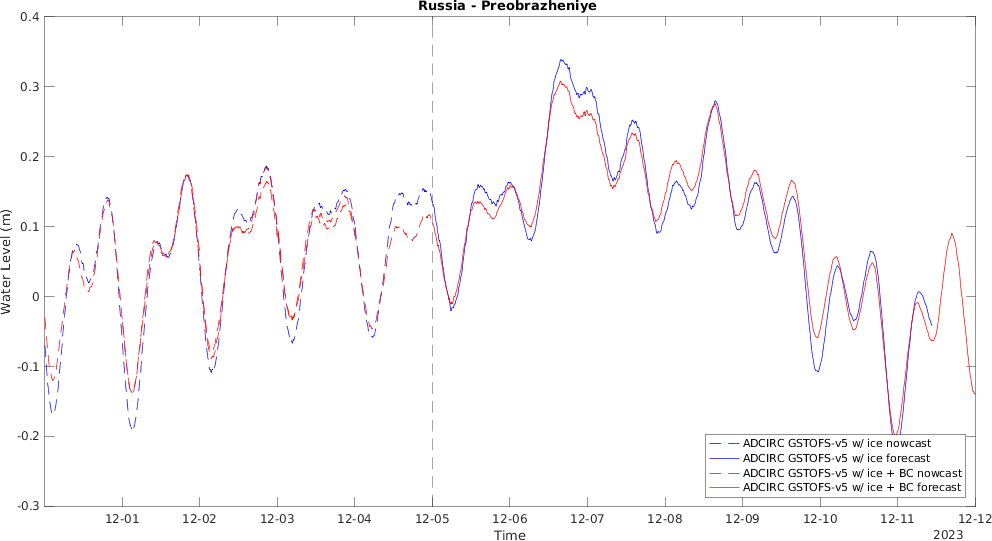 Russia - Preobrazheniye
0.4
0.3
0.2
0.1
0
-0.1
-0.2
-0.3
Water Level (m)
ADCIRC GSTOFS-v5 w/ ice nowcast
ADCIRC GSTOFS-v5 w/ ice forecast
ADCIRC GSTOFS-v5 w/ ice + BC nowcast
ADCIRC GSTOFS-v5 w/ ice + BC forecast
12-01 12-02 12-03 12-04 12-05 12-06 12-07 12-08 12-09 12-10 12-11 12-12
Time
2023